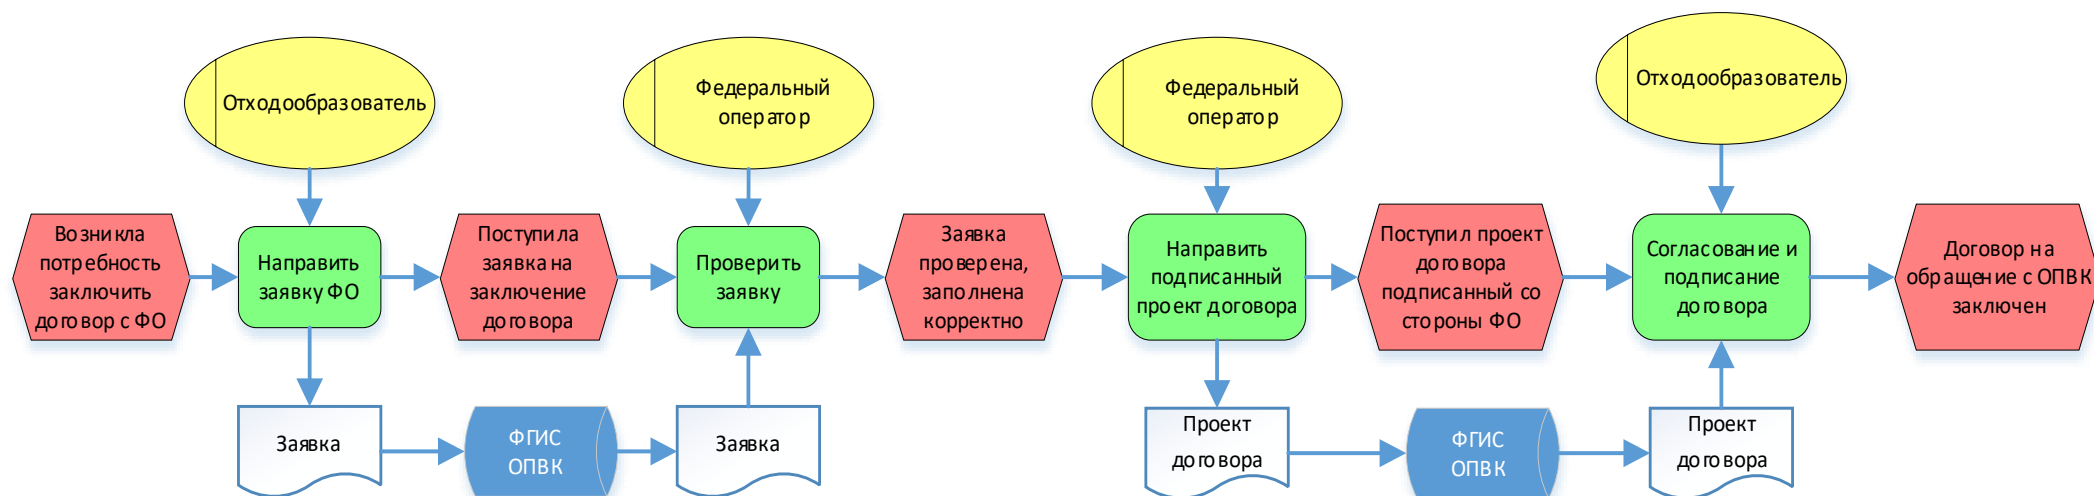 Отходообразователь
Федеральный
оператор
Федеральный
оператор
Отходообразователь
Возникла
потребность
заключить
договор с ФО
Направить
заявку ФО
Поступила
заявка на
заключение
договора
Проверить
заявку
Заявка
проверена,
заполнена
корректно
Направить
подписанный
проект договора
Поступил проект
договора
подписанный со
стороны ФО
Согласование и
подписание
договора
Договор на
обращение с ОПВК
заключен
Заявка
ФГИС
ОПВК
Заявка
Проект
договора
ФГИС
ОПВК
Проект
договора